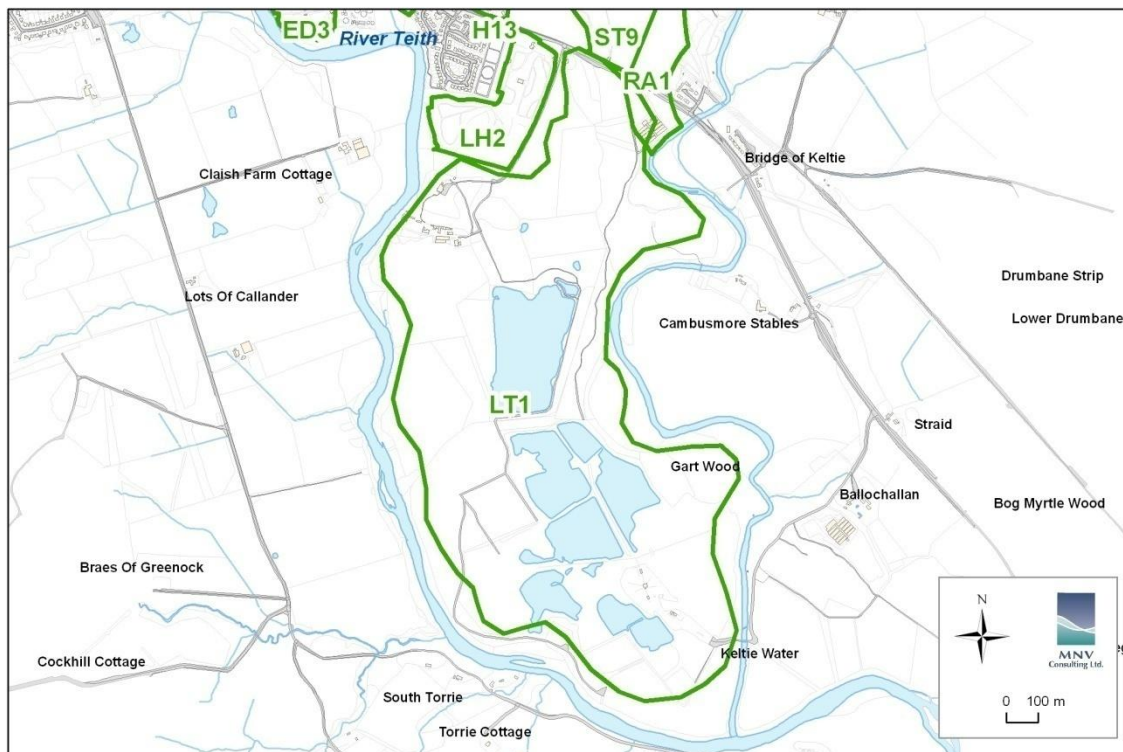 ED3
River Teith
H13
ST9
RA1
LH2
Bridge of Keltie
Claish Farm Cottage
Drumbane Strip
Lots Of Callander
Lower Drumbane
Cambusmore Stables
LT1
Straid
Gart Wood
Ballochallan
Bog Myrtle Wood
Braes Of Greenock
N
MNV
Consulting Ltd.
Keltie Water
Cockhill Cottage
South Torrie
0 100 m
Torrie Cottage